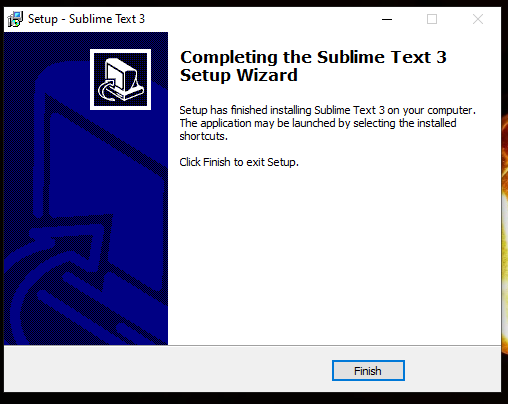 Setup - Sublime Text 3
Completing the Sublime Text 3
Setup Wizard
Setup has finished installing Sublime Text 3 on your computer.
The application may be launched by selecting the installed
shortcuts.
Click Finish to exit Setup.
Finish